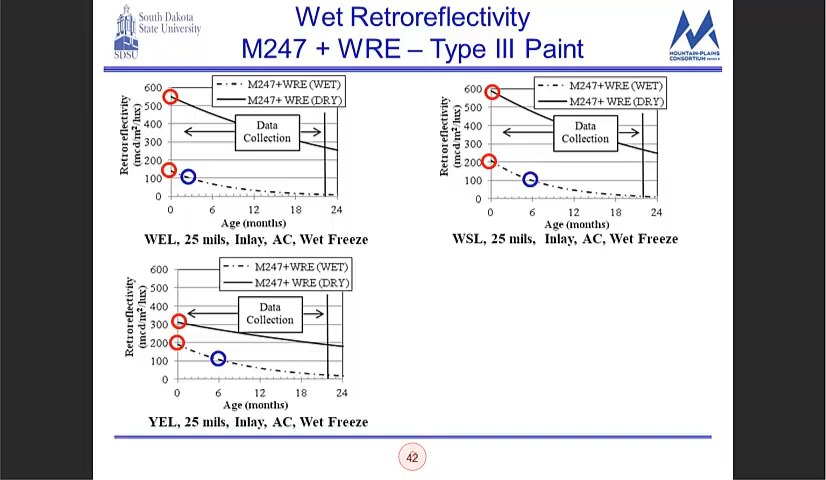 South Dakota
State University
SDSU
Wet Retroreflectivity
M247 + WRE – Type III Paint
MOUNTAIN-PLAINS
CONSORTIUM
M247+WRE (WET)
M247+ WRE (DRY)
Data
Collection
Retroreflectivity
(mcd/m²/lux)
600
500
400
300
200
100
0
0 6 12 18 24
Age (months)
WEL, 25 mils, Inlay, AC, Wet Freeze
M247+WRE (WET)
M247+ WRE (DRY)
Data
Collection
Retroreflectivity
(mcd/m²/lux)
600
500
400
300
200
100
0
0 6 12 18 24
Age (months)
WSL, 25 mils, Inlay, AC, Wet Freeze
M247+WRE (WET)
M247+ WRE (DRY)
Data
Collection
Retroreflectivity
(mcd/m²/lux)
600
500
400
300
200
100
0
0 6 12 18 24
Age (months)
YEL, 25 mils, Inlay, AC, Wet Freeze
42